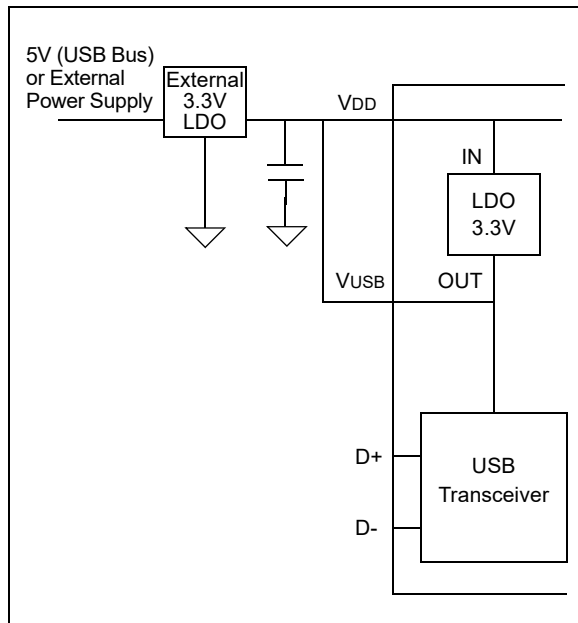 5V (USB Bus)
or External
Power Supply
External
3.3V
LDO
VDD
IN
LDO
3.3V
VUSB
OUT
D+
D-
USB
Transceiver